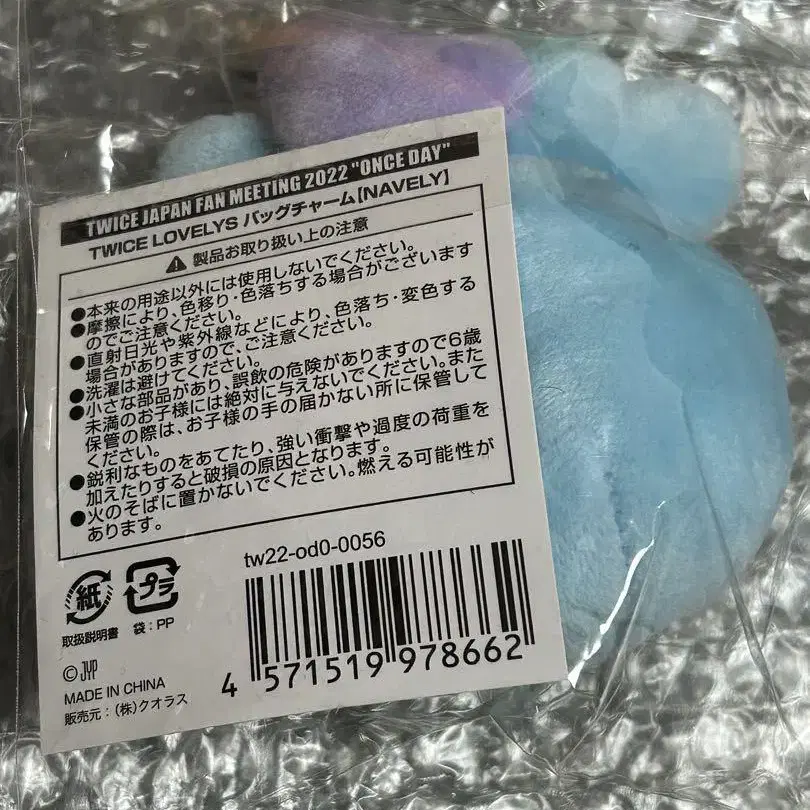 TWICE JAPAN FAN MEETING 2022 "ONCE DAY"
TWICE LOVELYS バッグチャーム[NAVELY]
製品お取り扱い上の注意
●本来の用途以外には使用しないでください。
●摩擦により、色移り・色落ちする場合がございます
のでご注意ください。
●直射日光や紫外線などにより、色落ち・変色する
場合がありますので、ご注意ください。
●洗濯は避けてください。
●小さな部品があり、誤飲の危険がありますので6歳
未満のお子様には絶対に与えないでください。また
保管の際は、お子様の手の届かない所に保管して
ください。
●鋭利なものをあてたり、強い衝撃や過度の荷重を
加えたりすると破損の原因となります。
●火のそばに置かないでください。燃える可能性が
あります。
tw22-od0-0056
紙
プラ
取扱説明書 袋：PP
4 571519 978662
© JYP
MADE IN CHINA
販売元：(株)クオラス